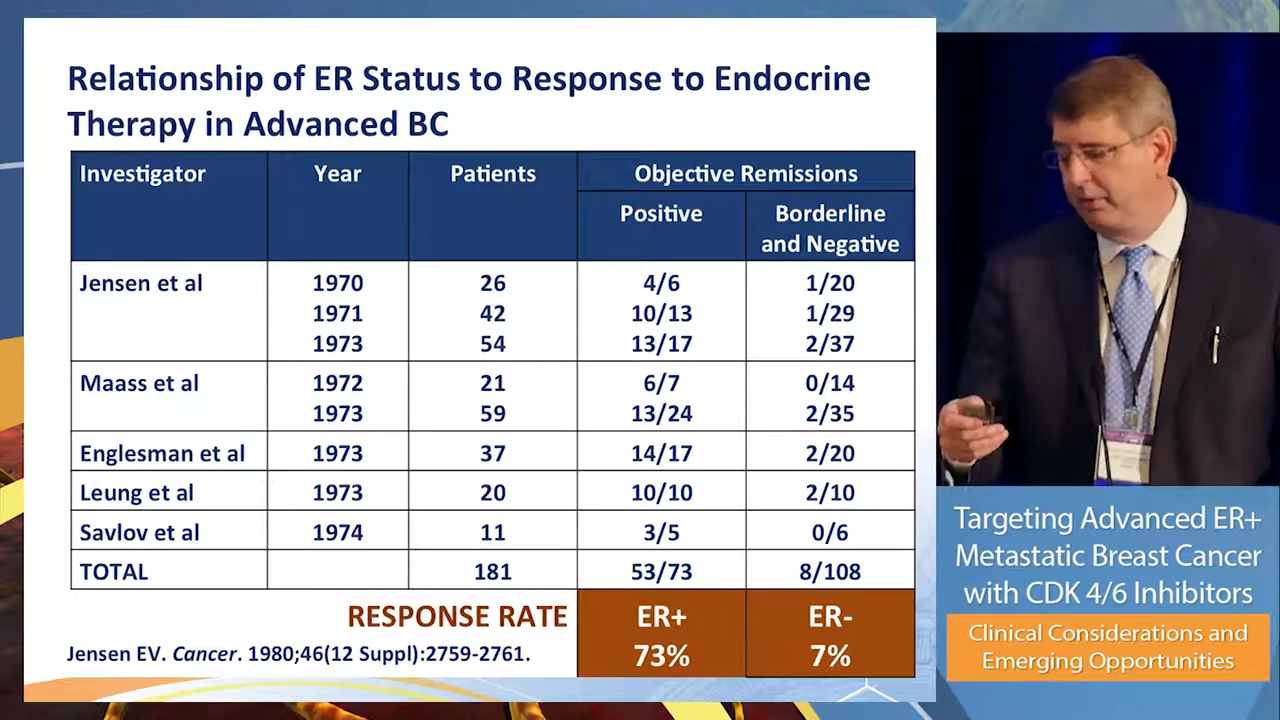 Relationship of ER Status to Response to Endocrine
Therapy in Advanced BC
Investigator Year Patients Objective Remissions
Positive Borderline
and Negative
Jensen et al 1970 26 4/6 1/20
1971 42 10/13 1/29
1973 54 13/17 2/37
Maass et al 1972 21 6/7 0/14
1973 59 13/24 2/35
Englesman et al 1973 37 14/17 2/20
Leung et al 1973 20 10/10 2/10
Savlov et al 1974 11 3/5 0/6
TOTAL 181 53/73 8/108
RESPONSE RATE ER+ ER-
73% 7%
Jensen EV. Cancer. 1980;46(12 Suppl):2759-2761.
Targeting Advanced ER+
Metastatic Breast Cancer
with CDK 4/6 Inhibitors
Clinical Considerations and
Emerging Opportunities